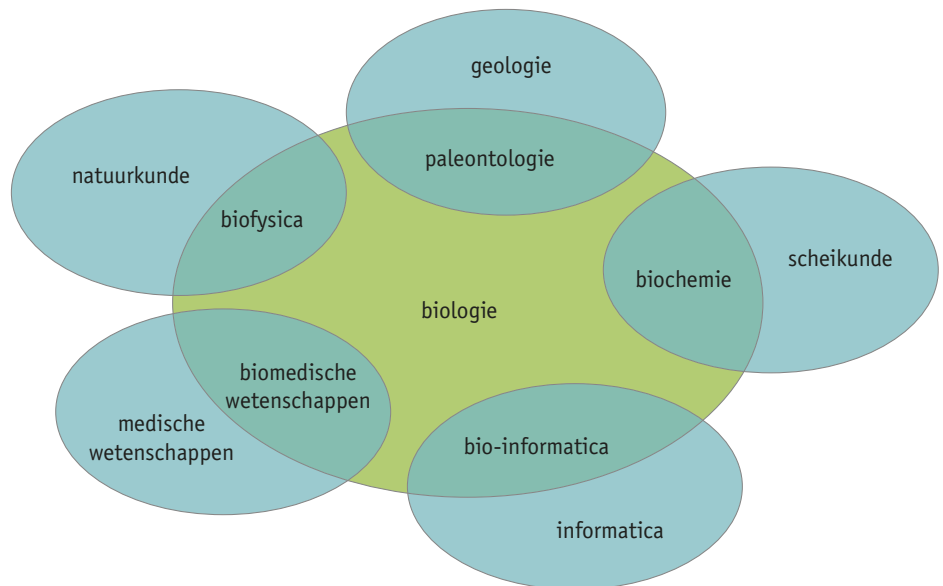 geologie
paleontologie
natuurkunde
biofysica
scheikunde
biochemie
biologie
biomedische
wetenschappen
medische
wetenschappen
bio-informatica
informatica